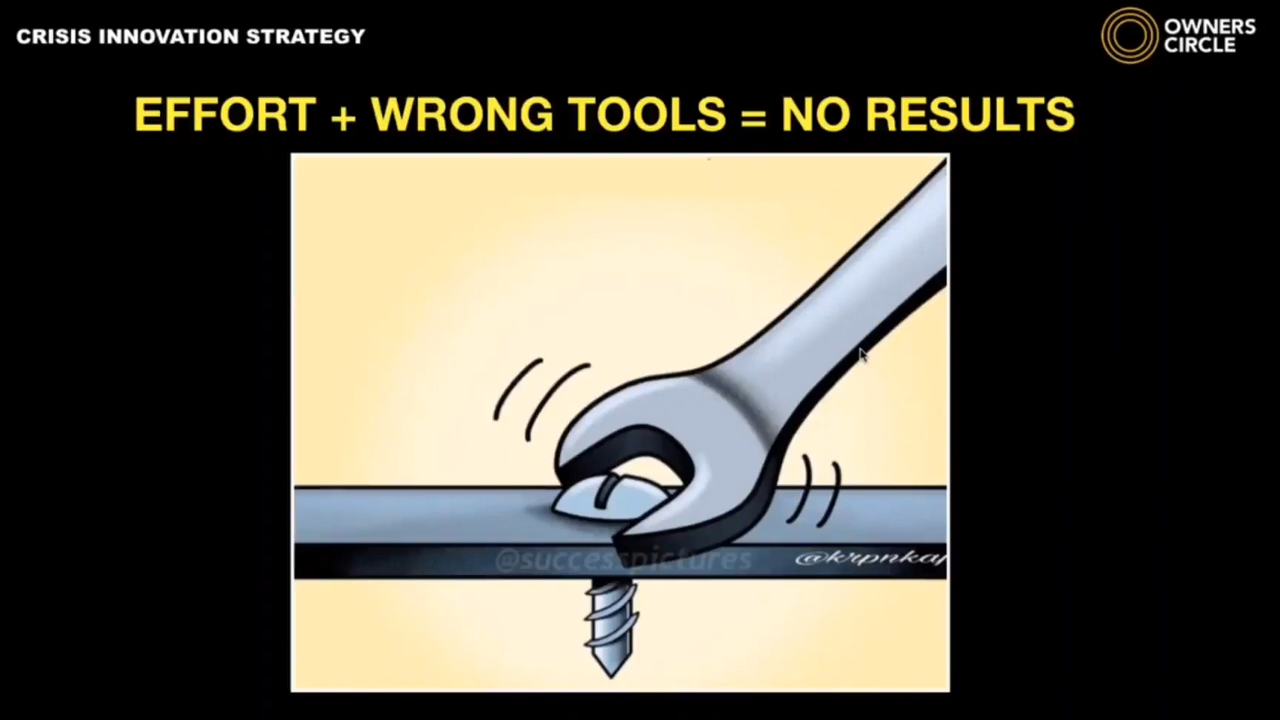 CRISIS INNOVATION STRATEGY
OWNERS
CIRCLE
EFFORT + WRONG TOOLS = NO RESULTS
@successpictures